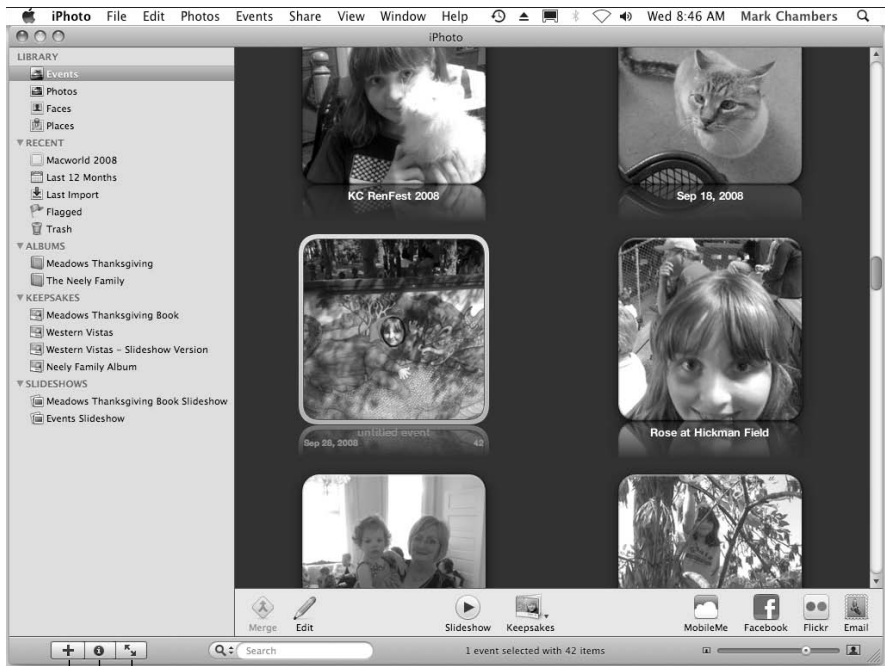 iPhoto File Edit Photos Events Share View Window Help Wed 8:46 AM Mark Chambers
iPhoto
LIBRARY
Events
Photos
Faces
Places
RECENT
Macworld 2008
Last 12 Months
Last Import
Flagged
Trash
ALBUMS
Meadows Thanksgiving
The Neely Family
KEEPSAKES
Meadows Thanksgiving Book
Western Vistas
Western Vistas – Slideshow Version
Neely Family Album
SLIDESHOWS
Meadows Thanksgiving Book Slideshow
Events Slideshow
KC RenFest 2008
Sep 18, 2008
untitled event
Sep 28, 2008 42
Rose at Hickman Field
Merge Edit Slideshow Keepsakes MobileMe Facebook Flickr Email
Search
1 event selected with 42 items